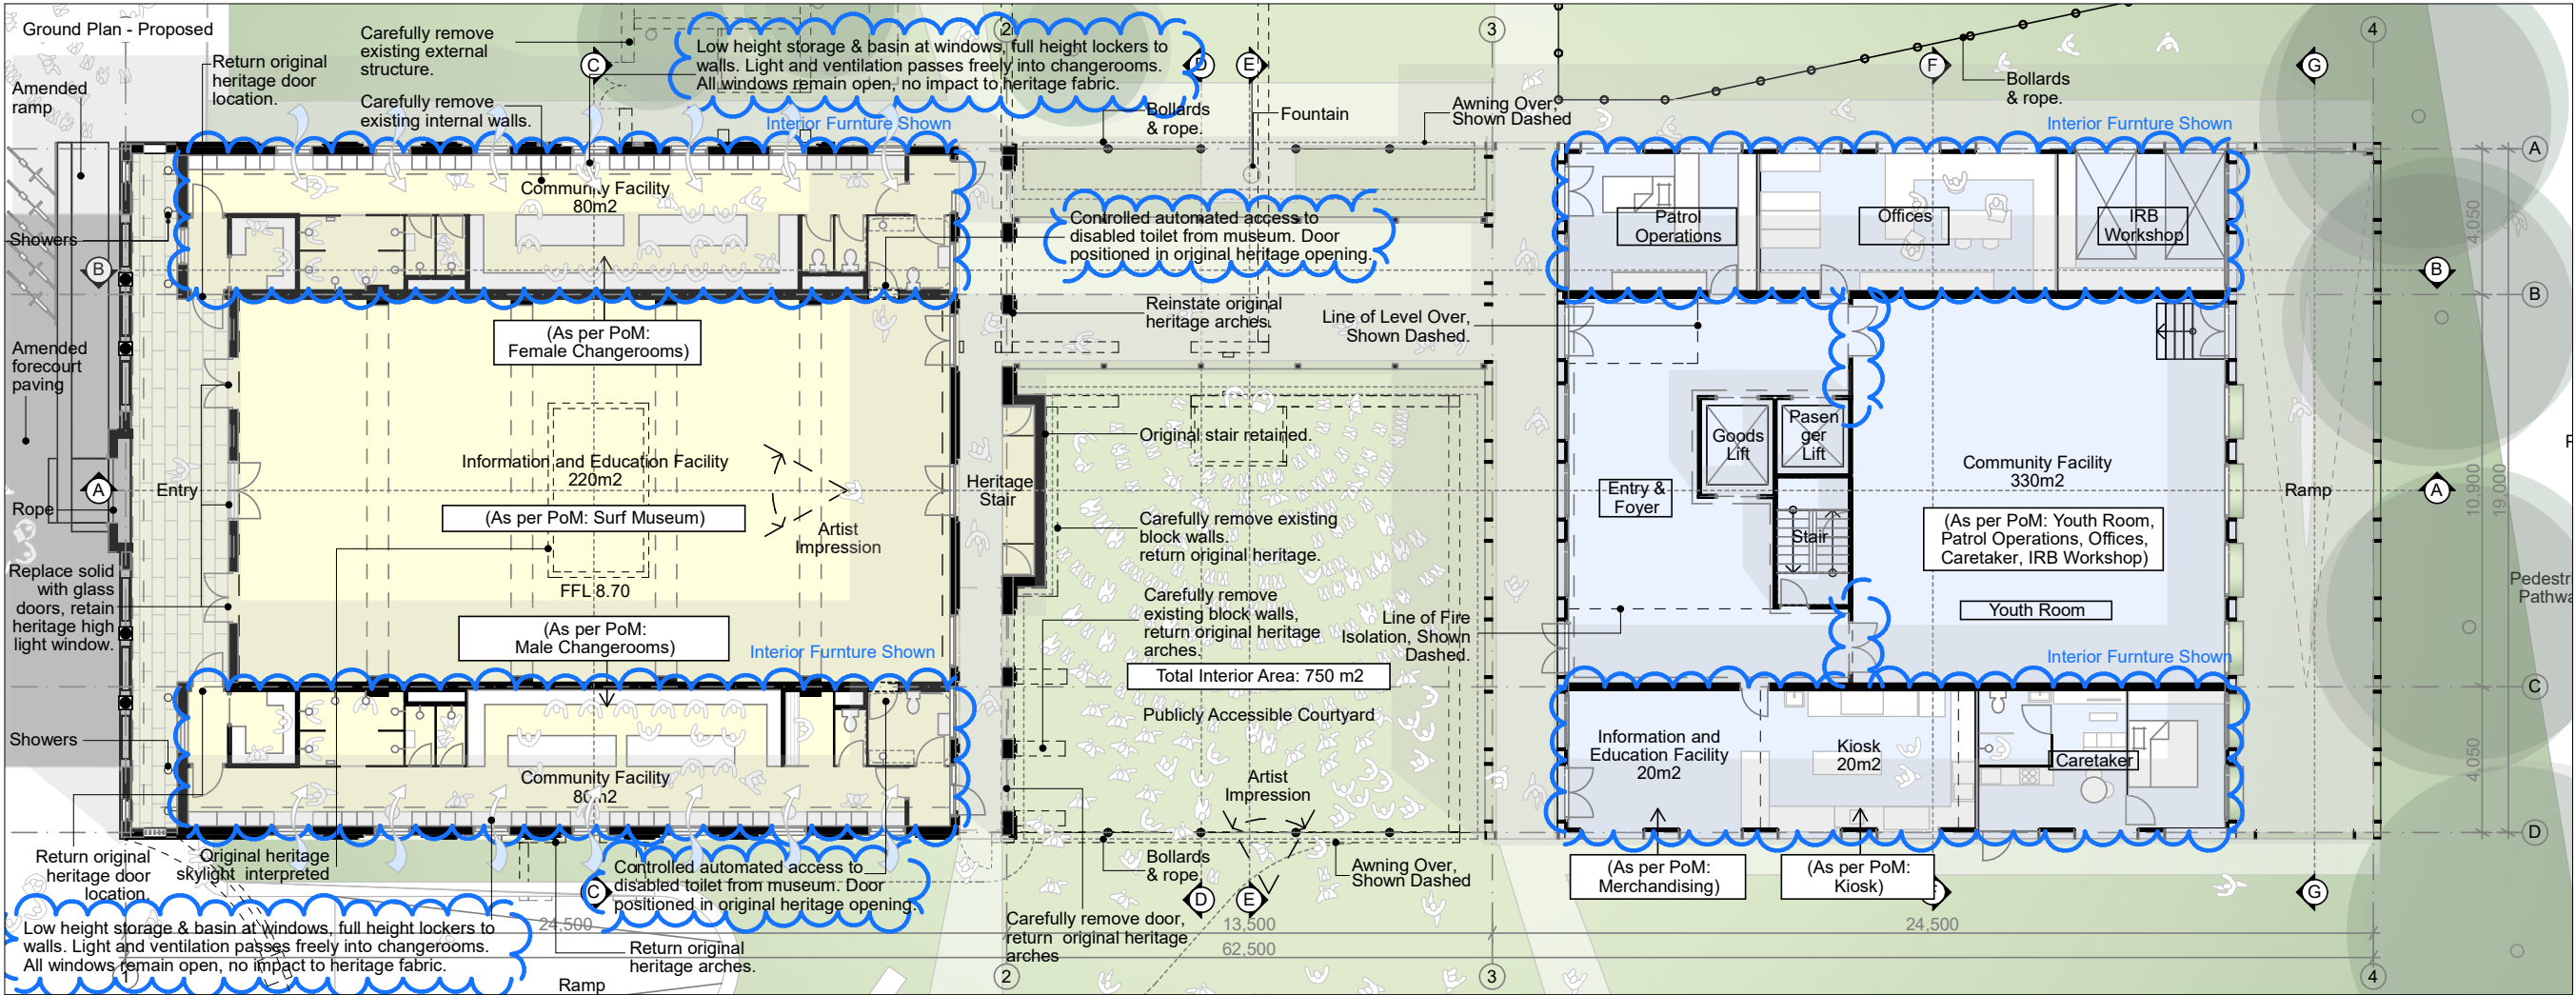 Ground Plan - Proposed
Amended
ramp
Return original
heritage door
location.
Carefully remove
existing external
structure.
Carefully remove
existing internal walls.
C
Low height storage & basin at windows, full height lockers to
walls. Light and ventilation passes freely into changerooms.
All windows remain open, no impact to heritage fabric.
2
D
E
Bollards
& rope.
Fountain
Awning Over,
Shown Dashed
3
F
Bollards
& rope.
4
G
Interior Furnture Shown
Interior Furnture Shown
A
Showers
B
Community Facility
80m2
Controlled automated access to
disabled toilet from museum. Door
positioned in original heritage opening.
Patrol
Operations
Offices
IRB
Workshop
4,050
B
B
(As per PoM:
Female Changerooms)
Reinstate original
heritage arches.
Line of Level Over,
Shown Dashed.
Amended
forecourt
paving
Original stair retained.
Goods
Lift
Pasen
ger
Lift
Information and Education Facility
220m2
Community Facility
330m2
A
Entry
Rope
(As per PoM: Surf Museum)
Artist
Impression
Heritage
Stair
Entry &
Foyer
Ramp
A
10,900
19,000
Carefully remove existing
block walls.
return original heritage.
Stair
(As per PoM: Youth Room,
Patrol Operations, Offices,
Caretaker, IRB Workshop)
Replace solid
with glass
doors, retain
heritage high
light window.
FFL 8.70
Carefully remove
existing block walls,
return original heritage
arches.
Line of Fire
Isolation, Shown
Dashed.
Youth Room
Pedestr
Pathwa
(As per PoM:
Male Changerooms)
Interior Furnture Shown
Total Interior Area: 750 m2
Interior Furnture Shown
C
Publicly Accessible Courtyard
Showers
Community Facility
80m2
Artist
Impression
Information and
Education Facility
20m2
Kiosk
20m2
Caretaker
4,050
D
Return original
heritage door
location.
Original heritage
skylight interpreted
C
Controlled automated access to
disabled toilet from museum. Door
positioned in original heritage opening.
Bollards
& rope
Awning Over,
Shown Dashed
(As per PoM:
Merchandising)
(As per PoM:
Kiosk)
D
E
G
Low height storage & basin at windows, full height lockers to
walls. Light and ventilation passes freely into changerooms.
All windows remain open, no impact to heritage fabric.
24,500
Carefully remove door,
return original heritage
arches
13,500
24,500
62,500
Return original
heritage arches.
Ramp
2
3
4